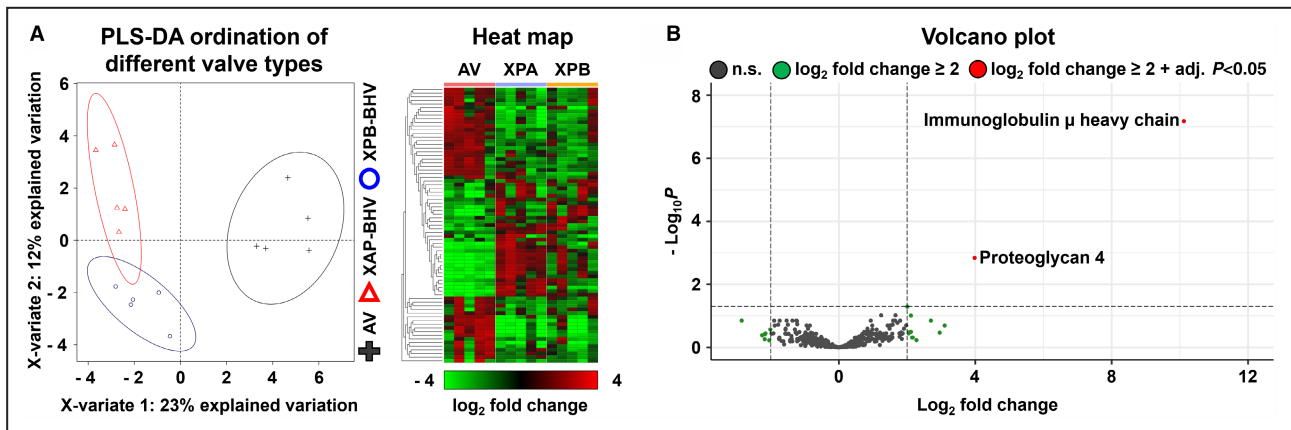 A
PLS-DA ordination of
different valve types
X-variate 2: 12% explained variation
6
4
2
0
- 2
- 4
- 4
- 2
0
2
4
6
X-variate 1: 23% explained variation
AV XAP-BHV XPB-BHV
Heat map
AV XPA XPB
- 4
4
log₂ fold change
B
Volcano plot
n.s. log₂ fold change ≥ 2 log₂ fold change ≥ 2 + adj. P<0.05
- Log₁₀P
8
6
4
2
0
Immunoglobulin µ heavy chain
Proteoglycan 4
0
4
8
12
Log₂ fold change